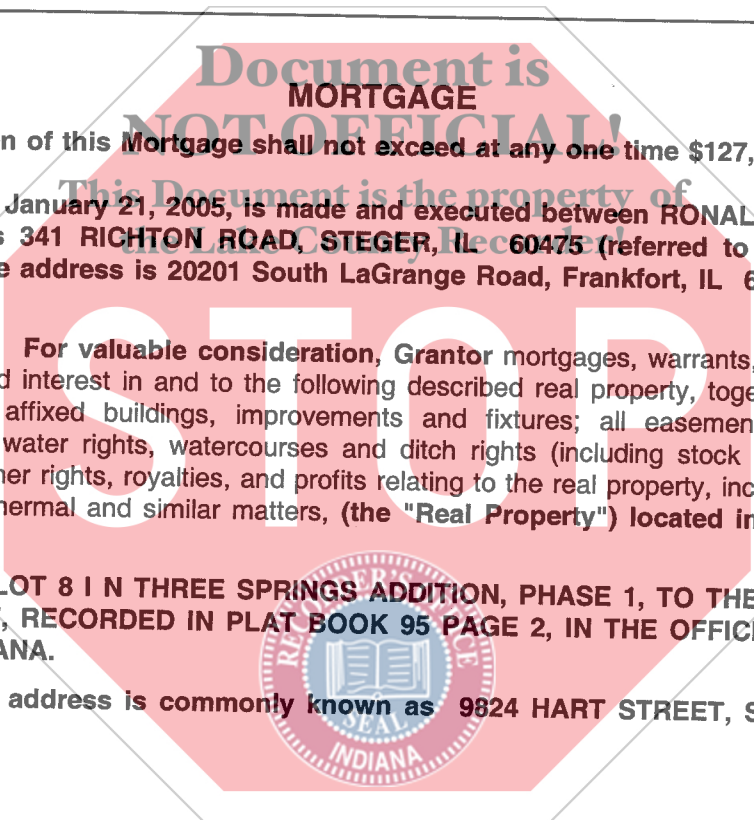 Document is
MORTGAGE
NOT OFFICIAL!
n of this Mortgage shall not exceed at any one time $127,
This Document is the property of
January 21, 2005, is made and executed between RONAL
s 341 RICHTON ROAD, STEGER, IL 60475 (referred to
the Lake County Recorder!
e address is 20201 South LaGrange Road, Frankfort, IL 6
STOP
For valuable consideration, Grantor mortgages, warrants,
d interest in and to the following described real property, toge
affixed buildings, improvements and fixtures; all easemen
water rights, watercourses and ditch rights (including stock
her rights, royalties, and profits relating to the real property, inc
hermal and similar matters, (the "Real Property") located in
LOT 8 I N THREE SPRINGS ADDITION, PHASE 1, TO THE
, RECORDED IN PLAT BOOK 95 PAGE 2, IN THE OFFIC
ANA.
address is commonly known as 9824 HART STREET, S
RECORDER'S OFFICE
SEAL
INDIANA